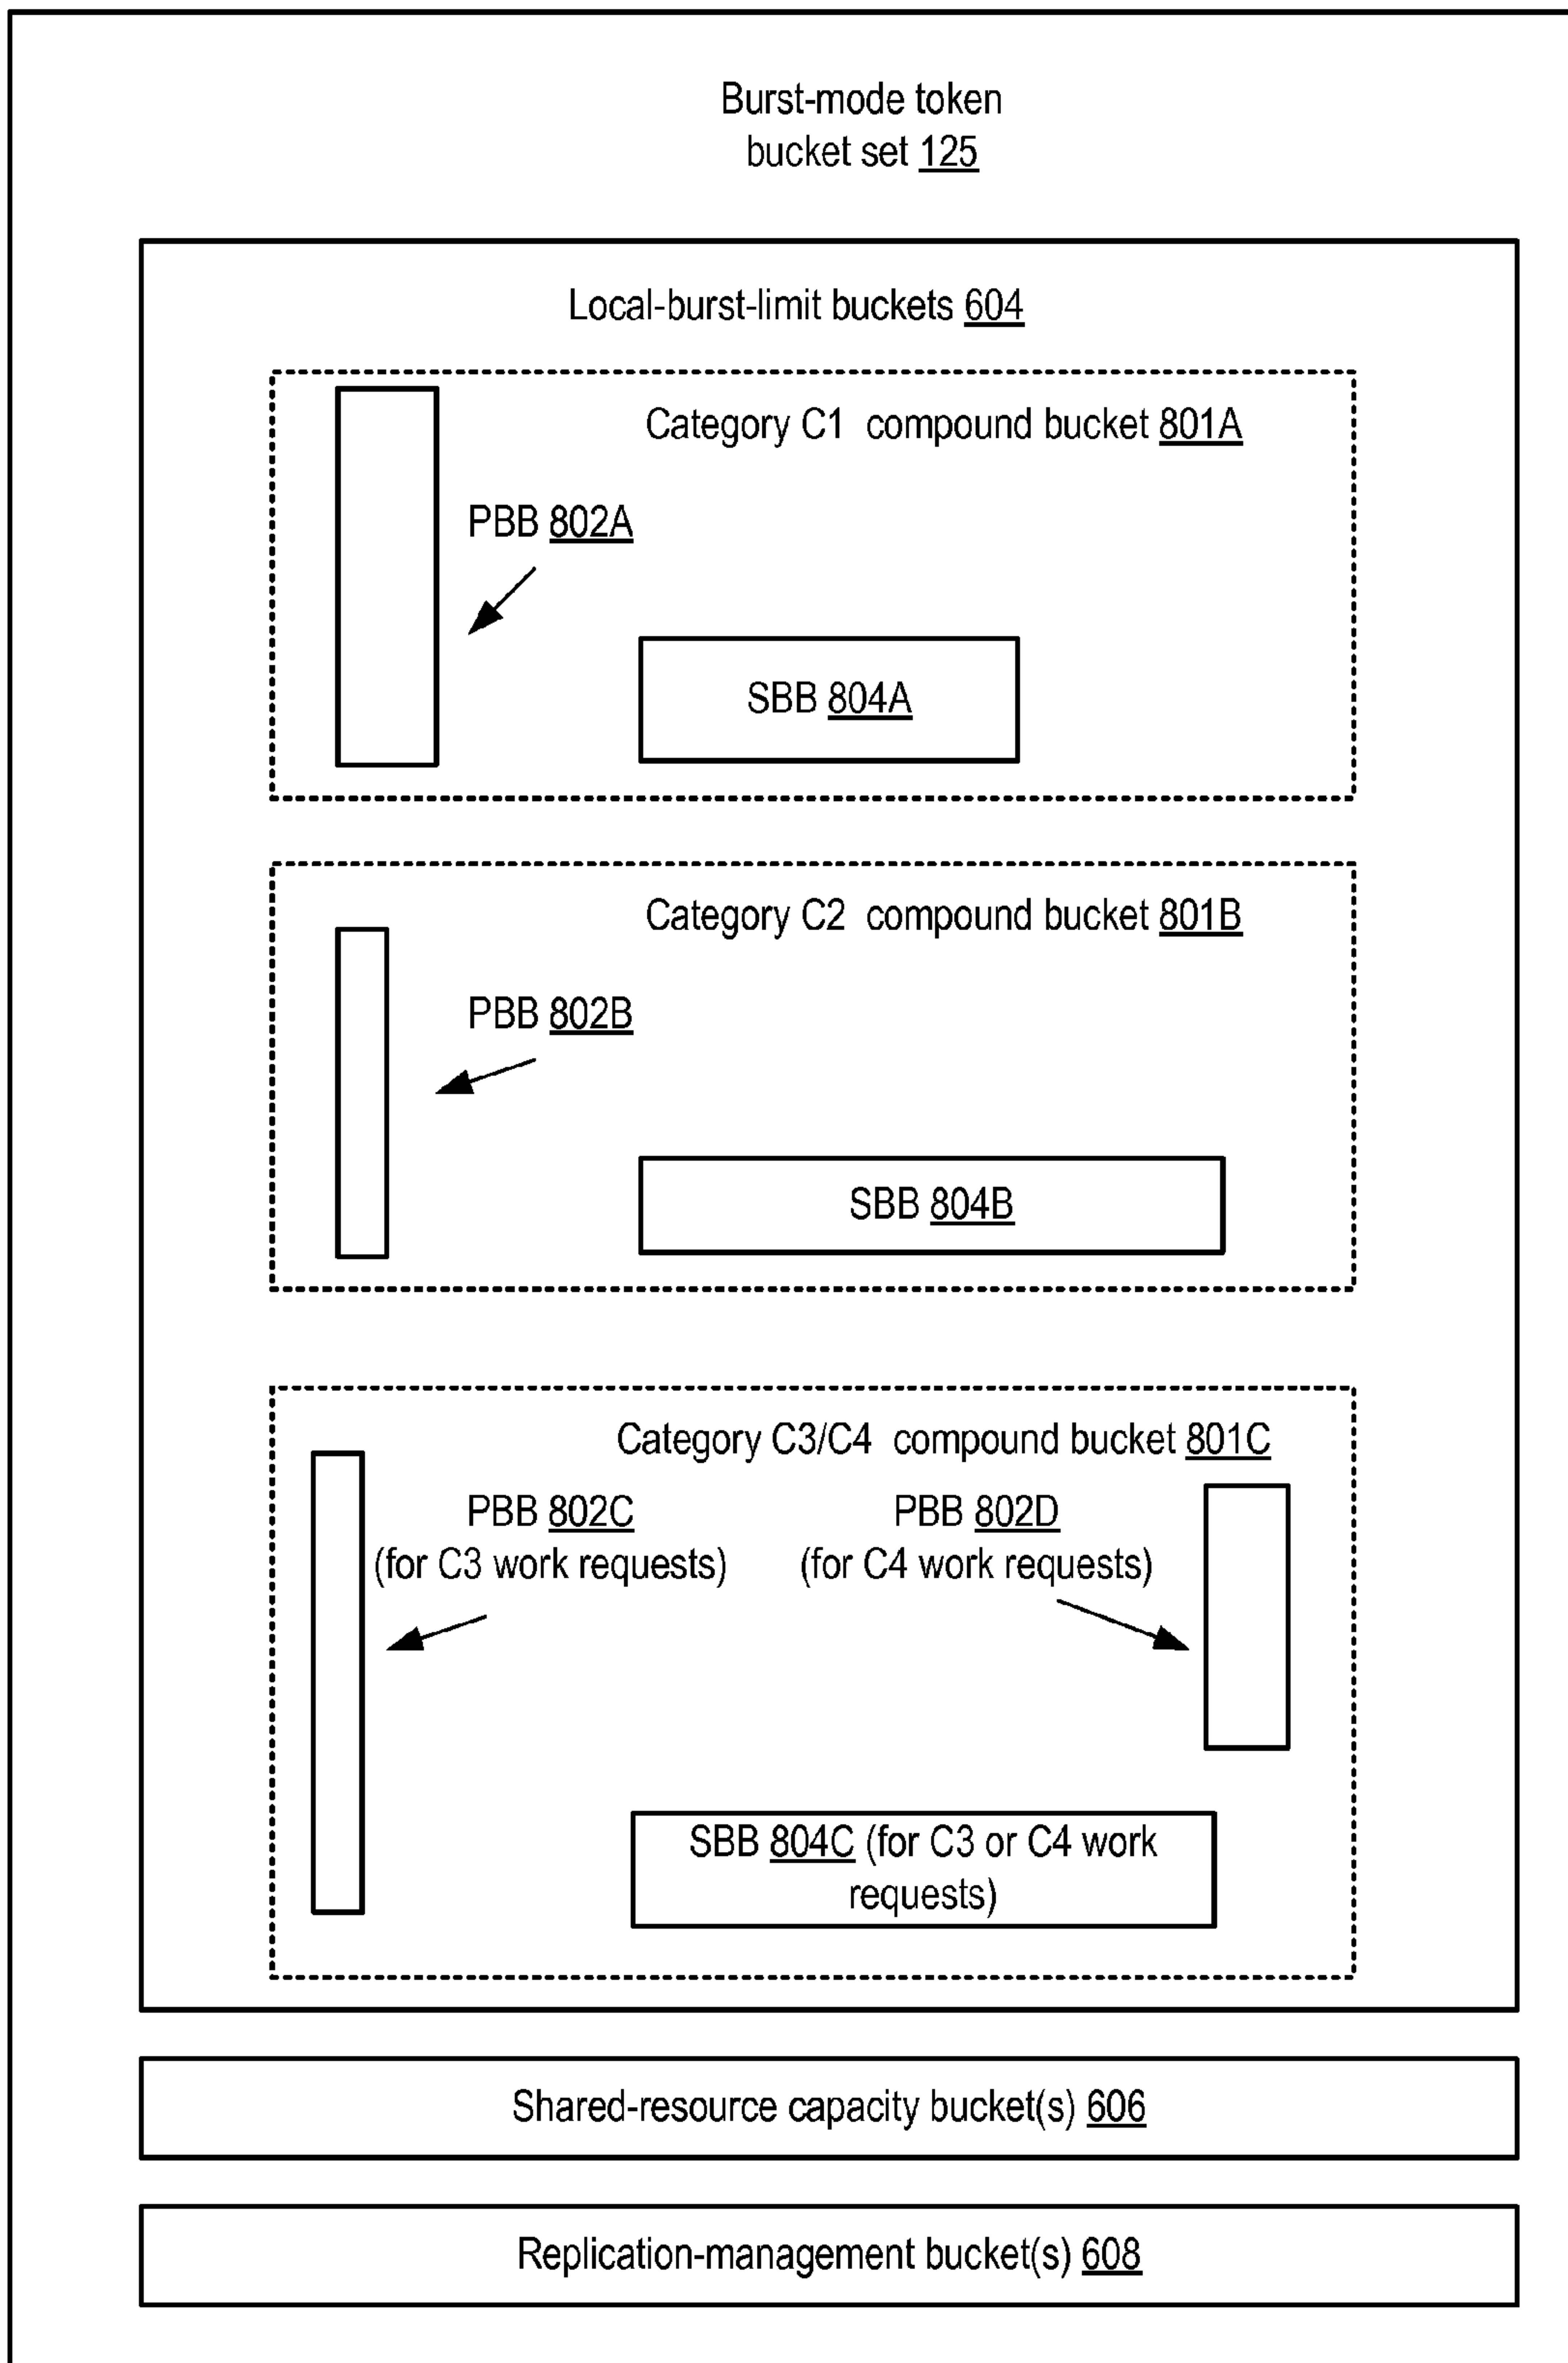 Burst-mode token
bucket set 125
Local-burst-limit buckets 604
Category C1 compound bucket 801A
PBB 802A
SBB 804A
Category C2 compound bucket 801B
PBB 802B
SBB 804B
Category C3/C4 compound bucket 801C
PBB 802C
(for C3 work requests)
PBB 802D
(for C4 work requests)
SBB 804C (for C3 or C4 work
requests)
Shared-resource capacity bucket(s) 606
Replication-management bucket(s) 608